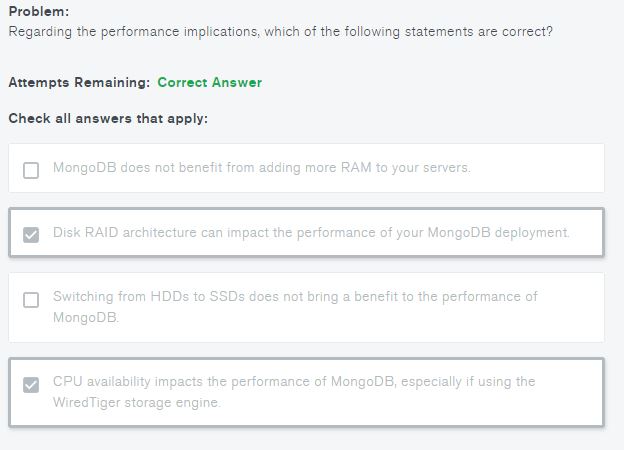 Problem:
Regarding the performance implications, which of the following statements are correct?
Attempts Remaining: Correct Answer
Check all answers that apply:
MongoDB does not benefit from adding more RAM to your servers.
Disk RAID architecture can impact the performance of your MongoDB deployment.
Switching from HDDs to SSDs does not bring a benefit to the performance of
MongoDB.
CPU availability impacts the performance of MongoDB, especially if using the
WiredTiger storage engine.